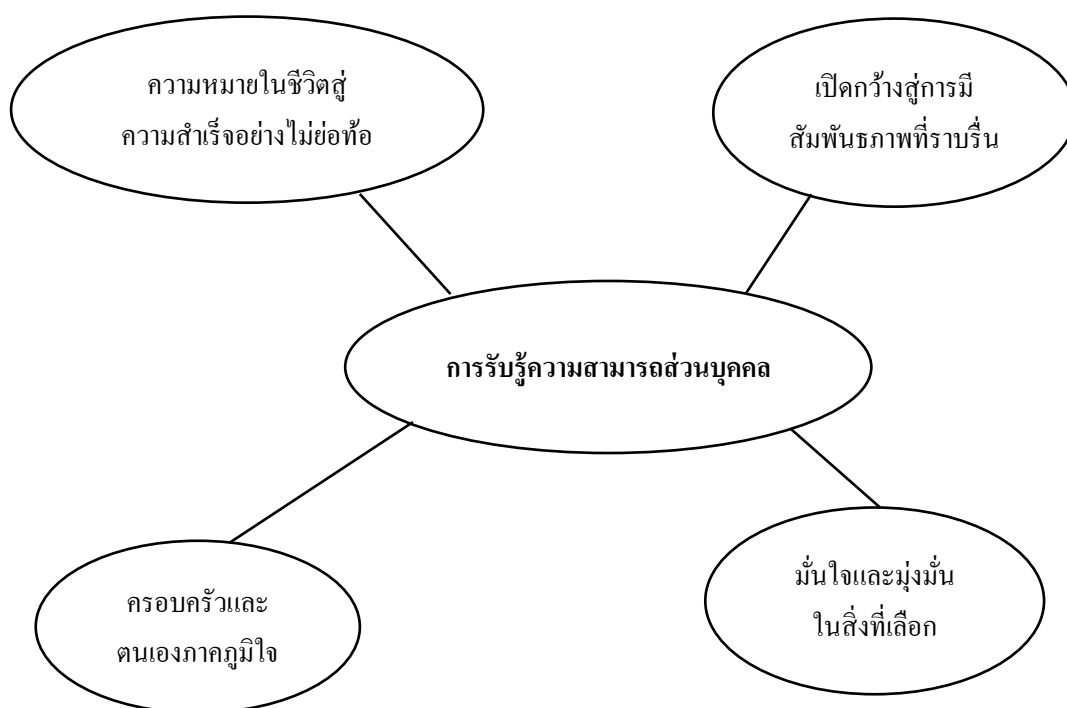 ความหมายในชีวิตสู่
ความสำเร็จอย่างไม่ย่อท้อ
เปิดกว้างสู่การมี
สัมพันธภาพที่ราบรื่น
การรับรู้ความสามารถส่วนบุคคล
ครอบครัวและ
ตนเองภาคภูมิใจ
มั่นใจและมุ่งมั่น
ในสิ่งที่เลือก